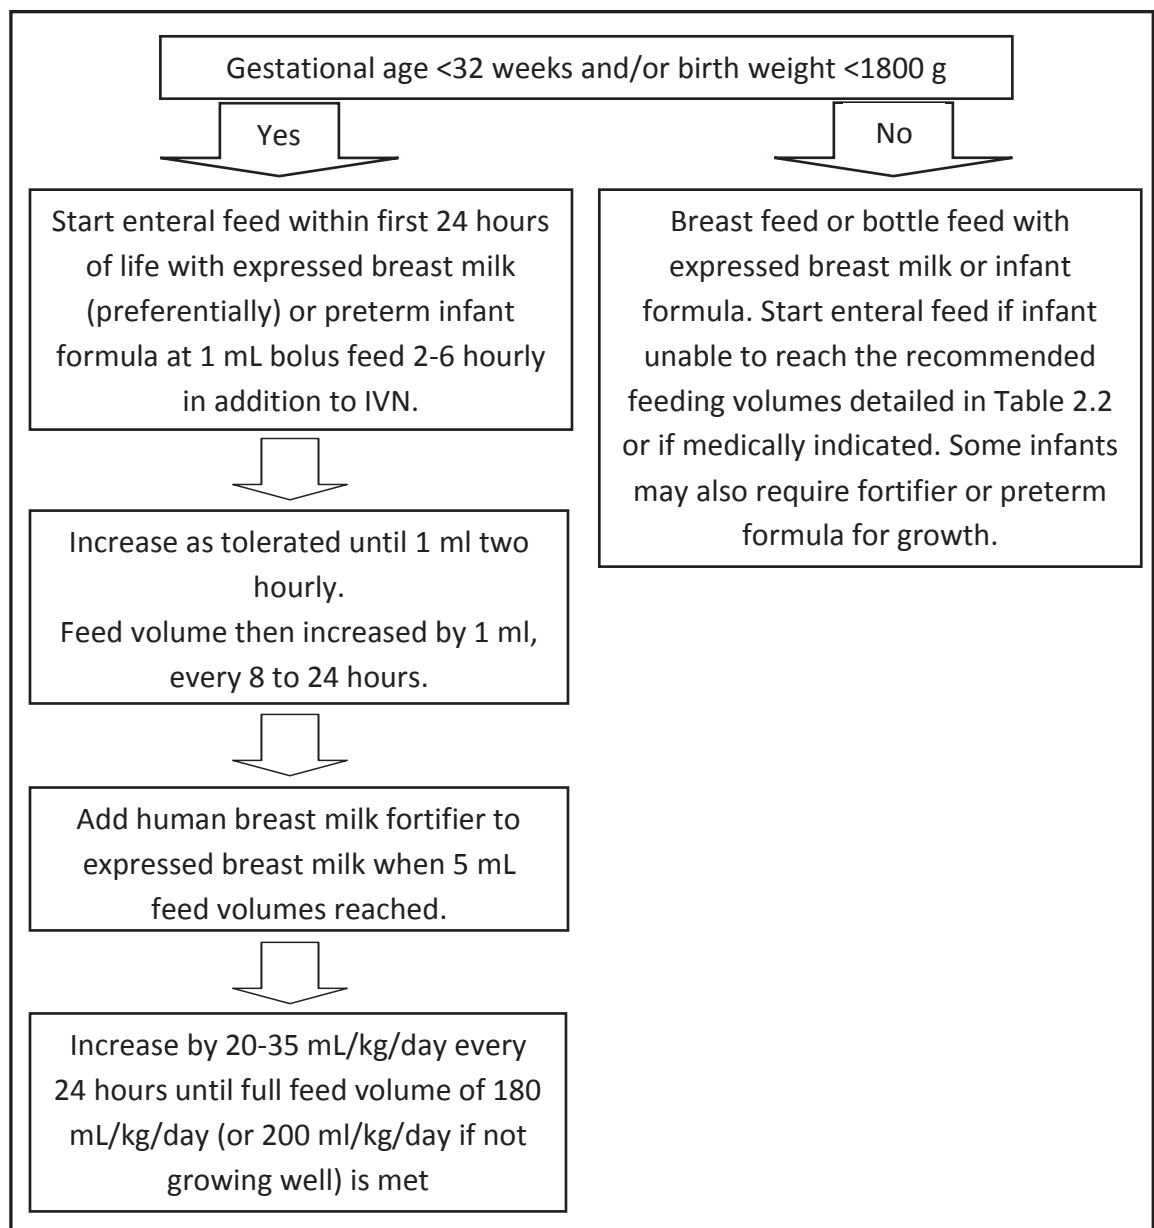 Gestational age <32 weeks and/or birth weight <1800 g
Yes
No
Start enteral feed within first 24 hours
of life with expressed breast milk
(preferentially) or preterm infant
formula at 1 mL bolus feed 2-6 hourly
in addition to IVN.
Increase as tolerated until 1 ml two
hourly.
Feed volume then increased by 1 ml,
every 8 to 24 hours.
Add human breast milk fortifier to
expressed breast milk when 5 mL
feed volumes reached.
Increase by 20-35 mL/kg/day every
24 hours until full feed volume of 180
mL/kg/day (or 200 ml/kg/day if not
growing well) is met
Breast feed or bottle feed with
expressed breast milk or infant
formula. Start enteral feed if infant
unable to reach the recommended
feeding volumes detailed in Table 2.2
or if medically indicated. Some infants
may also require fortifier or preterm
formula for growth.